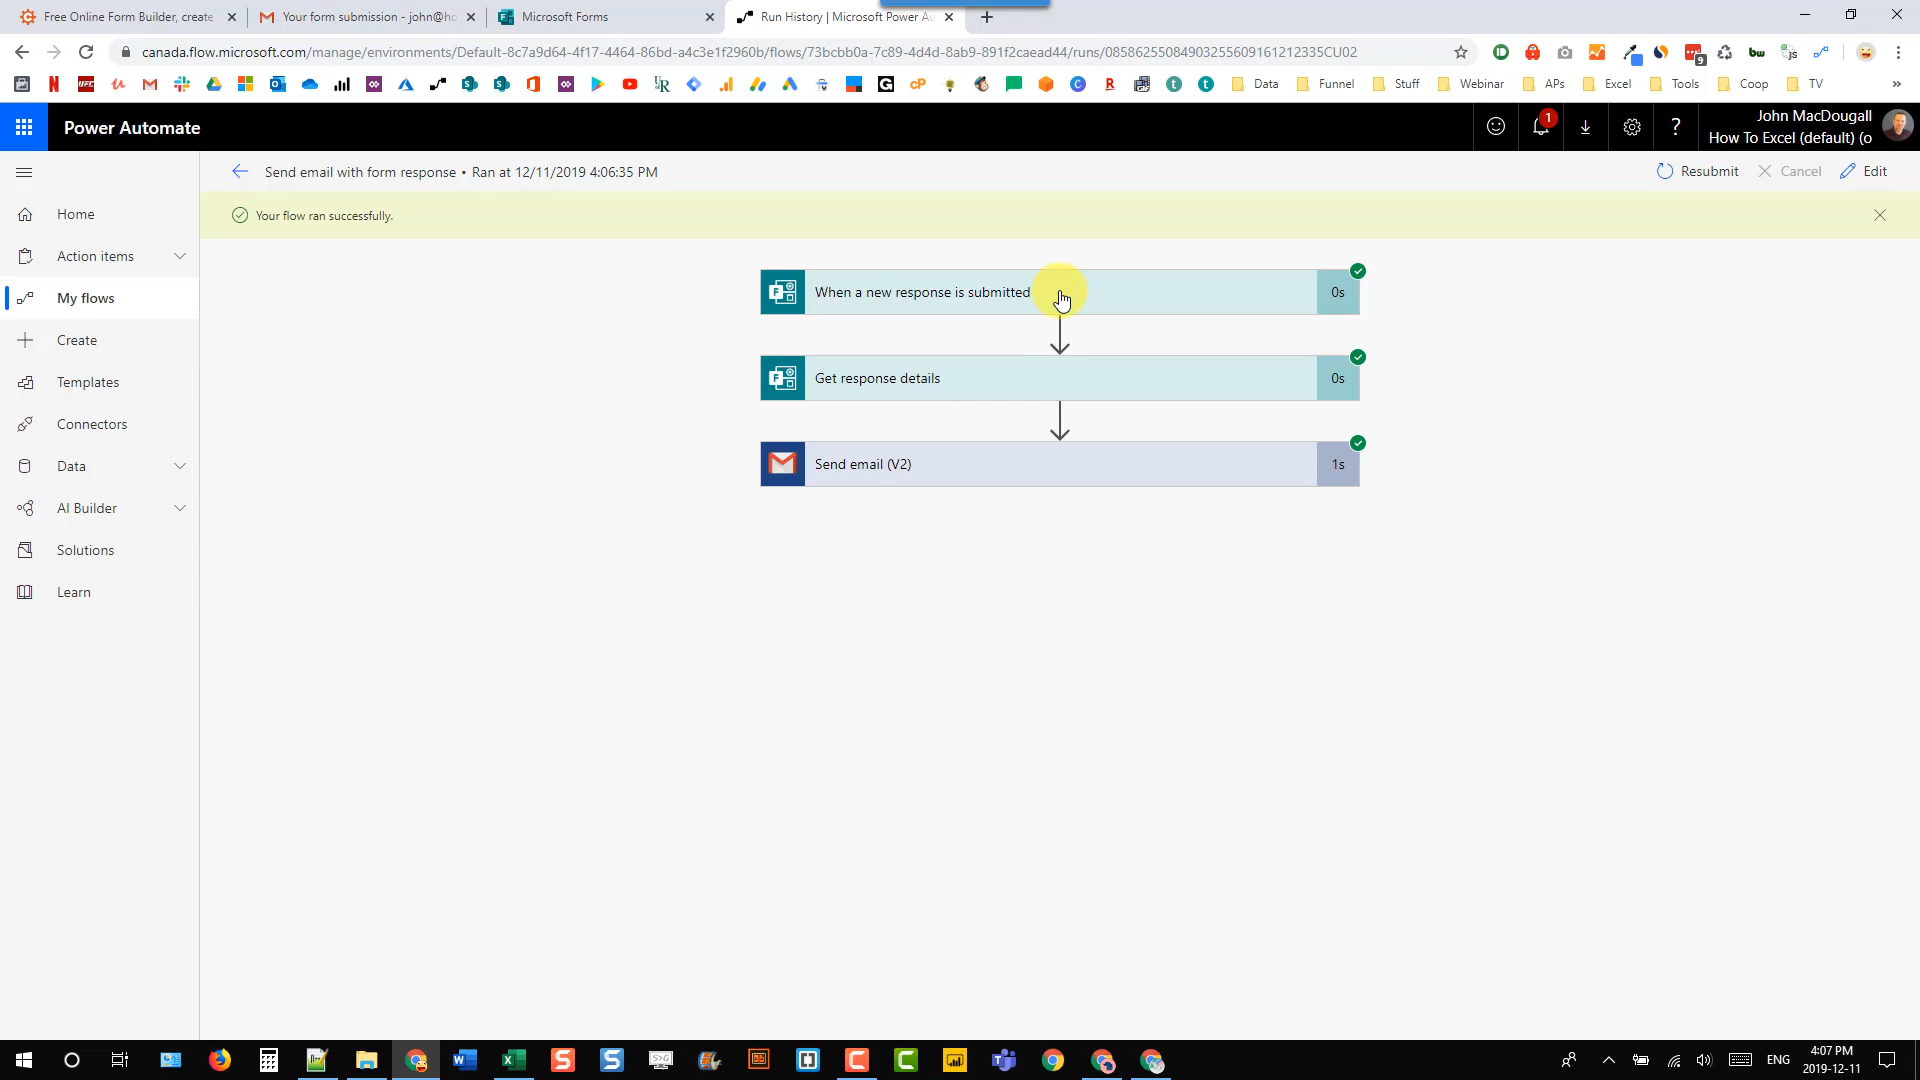 Free Online Form Builder, create
Your form submission - john@ho
Microsoft Forms
Run History | Microsoft Power Au
canada.flow.microsoft.com/manage/environments/Default-8c7a9d64-4f17-4464-86bd-a4c3e1f2960b/flows/73bcbb0a-7c89-4d4d-8ab9-891f2caead44/runs/08586255084903255609161212335CU02
9
Data
Funnel
Stuff
Webinar
APs
Excel
Tools
Coop
TV
Power Automate
1
John MacDougall
How To Excel (default) (o
Send email with form response • Ran at 12/11/2019 4:06:35 PM
Resubmit
Cancel
Edit
Your flow ran successfully.
Home
Action items
My flows
Create
Templates
Connectors
Data
AI Builder
Solutions
Learn
When a new response is submitted
0s
Get response details
0s
Send email (V2)
1s
ENG
4:07 PM
2019-12-11